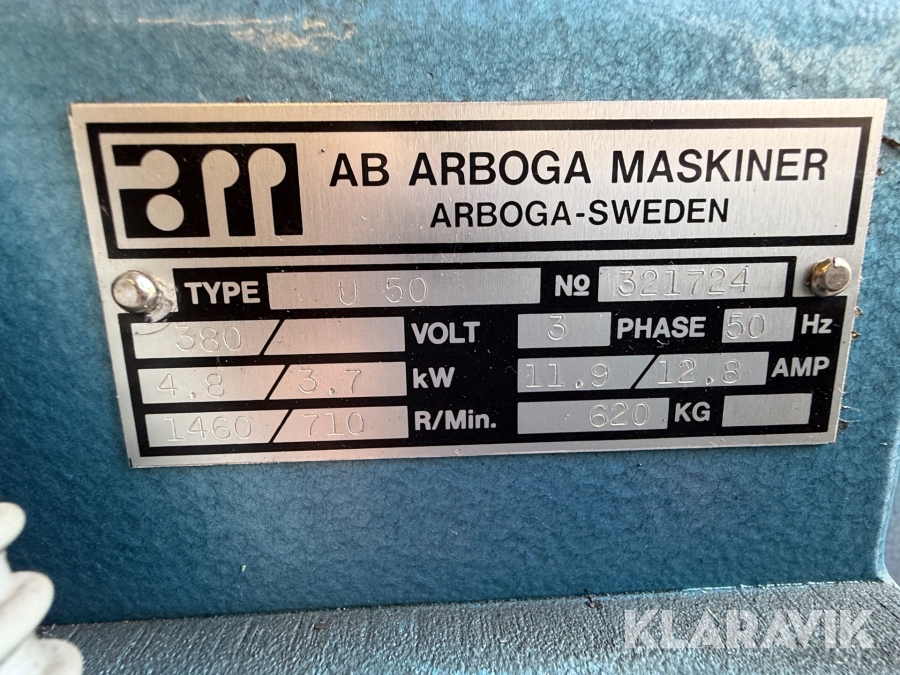 am AB ARBOGA MASKINER
ARBOGA-SWEDEN
TYPE U 50 No 321724
380 / VOLT 3 PHASE 50 Hz
4.8 / 3.7 kW 11.9 / 12.8 AMP
1460 / 710 R/Min. 620 KG
KLARAVIK